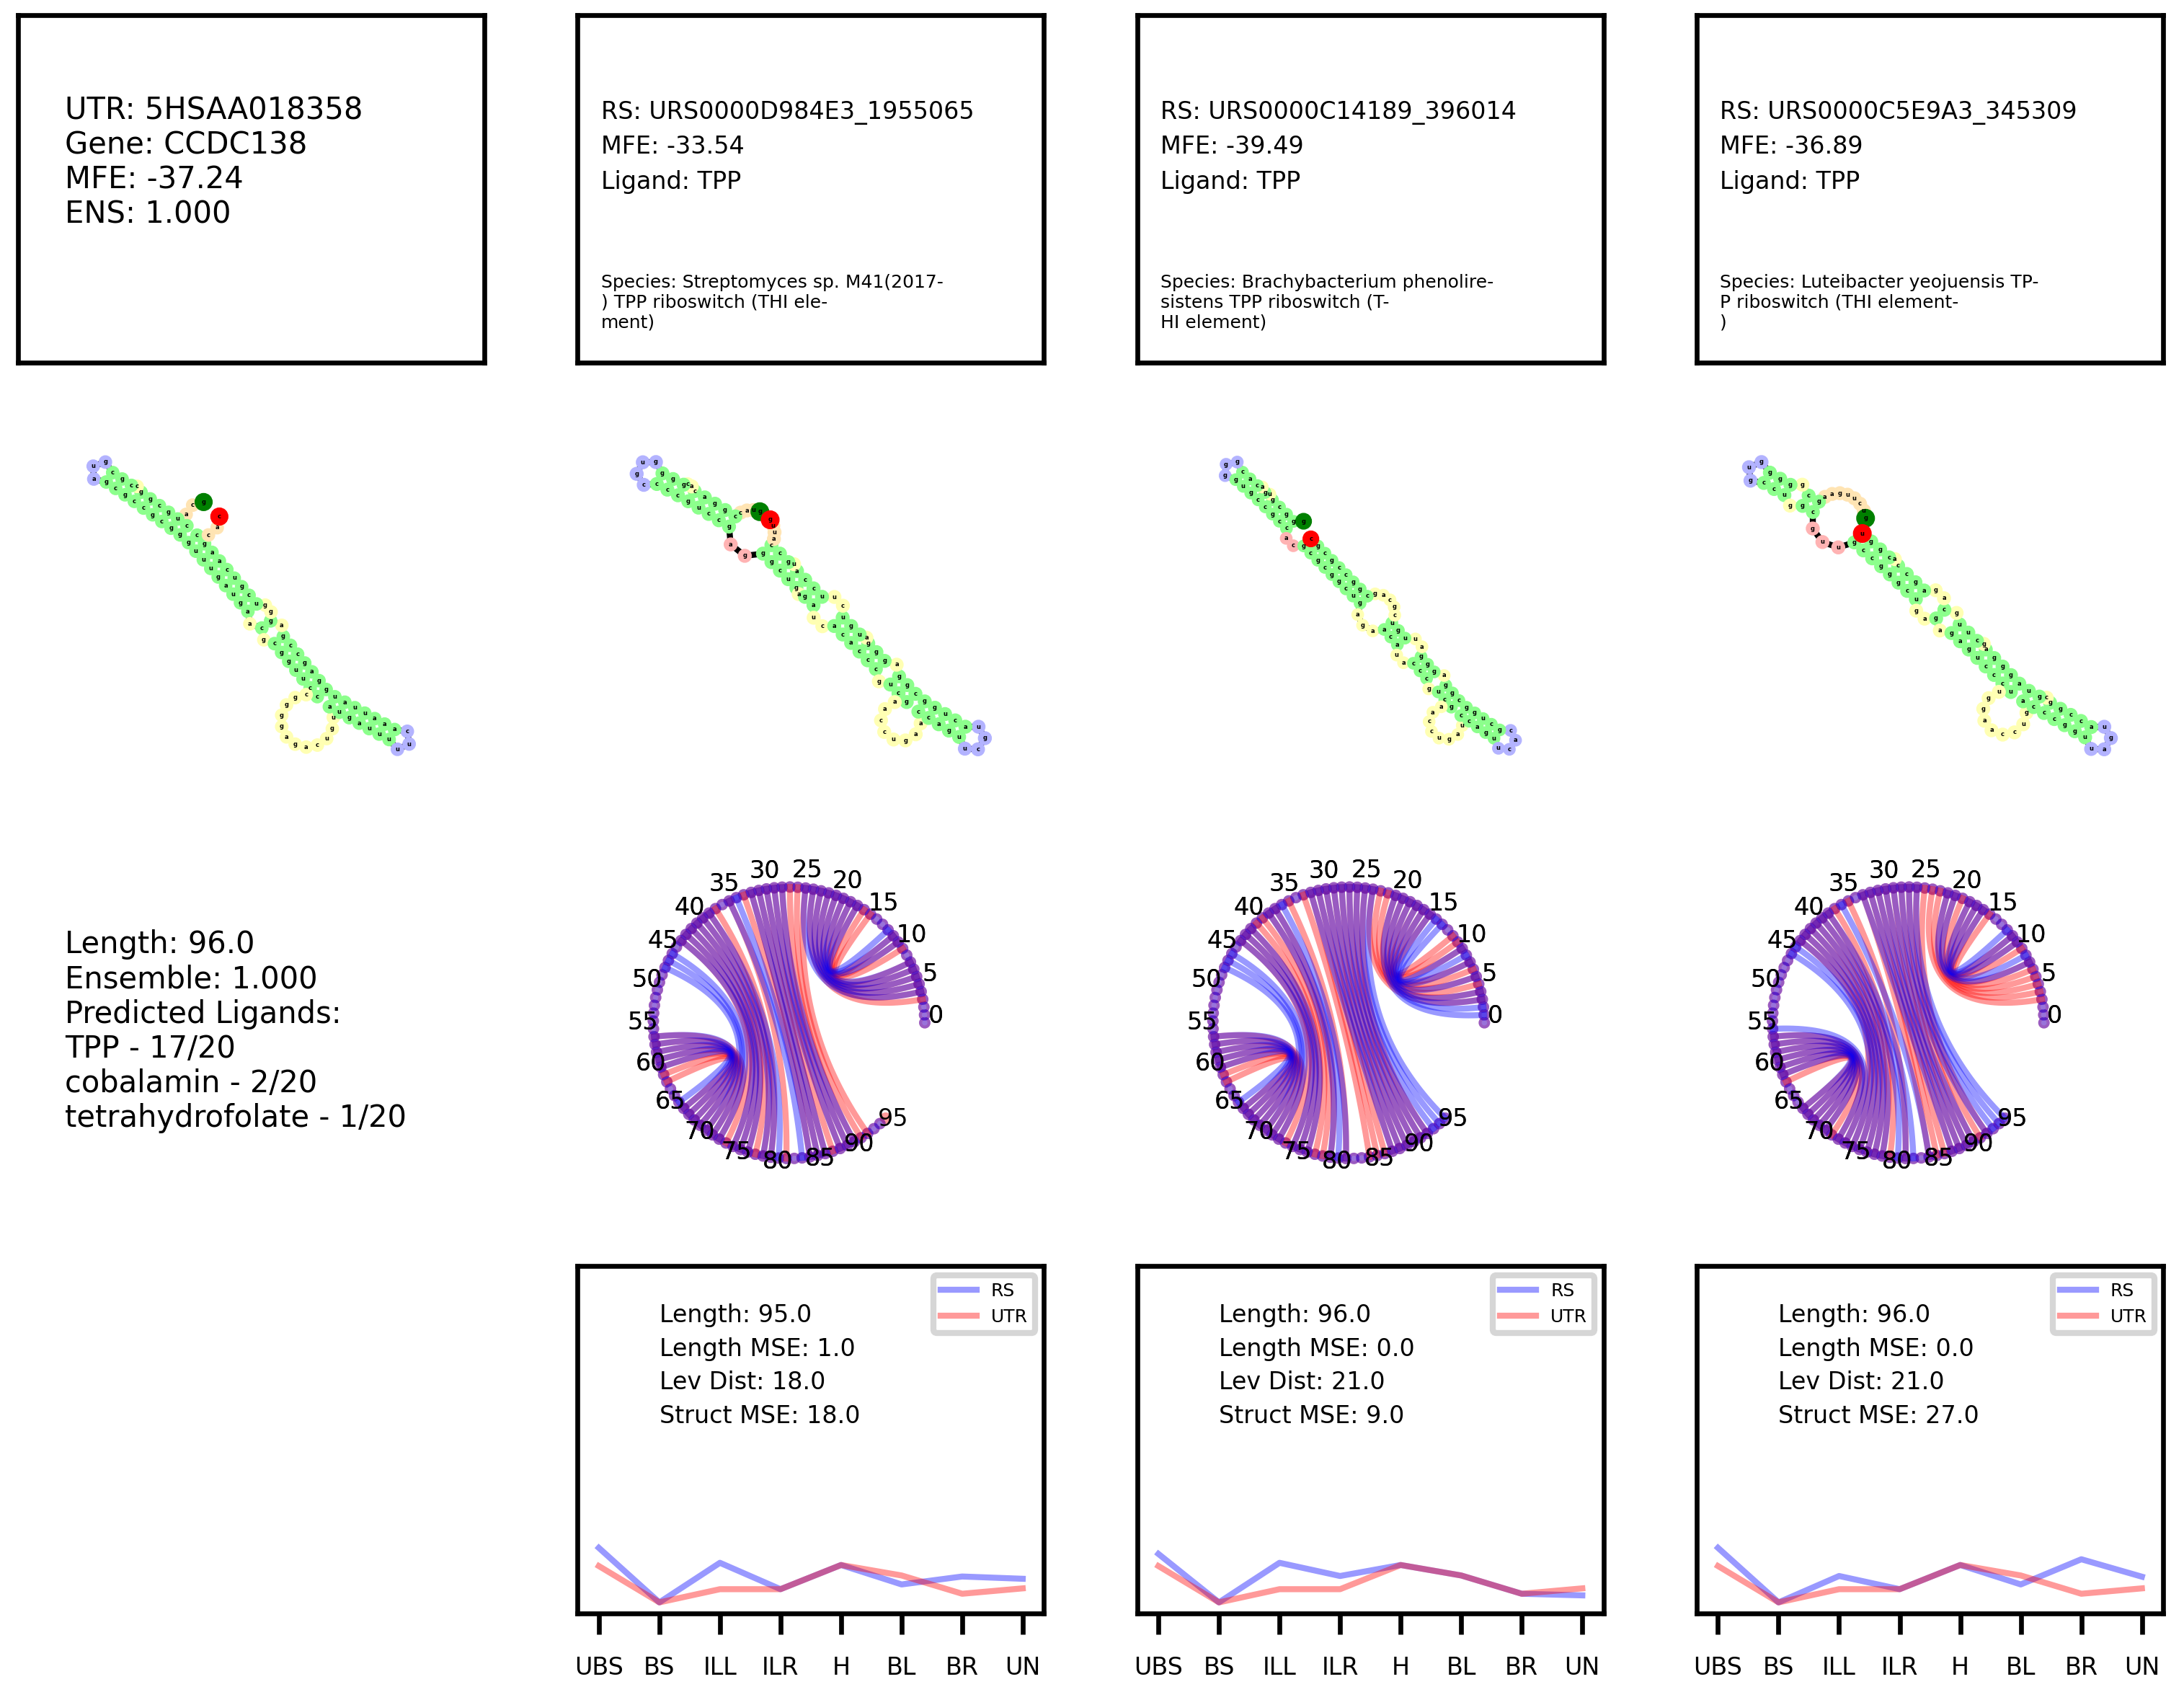 UTR: 5HSAA018358
Gene: CCDC138
MFE: -37.24
ENS: 1.000
RS: URS0000D984E3_1955065
MFE: -33.54
Ligand: TPP
Species: Streptomyces sp. M41(2017-
) TPP riboswitch (THI ele-
ment)
RS: URS0000C14189_396014
MFE: -39.49
Ligand: TPP
Species: Brachybacterium phenolire-
sistens TPP riboswitch (T-
HI element)
RS: URS0000C5E9A3_345309
MFE: -36.89
Ligand: TPP
Species: Luteibacter yeojuensis TP-
P riboswitch (THI element-
)
Length: 96.0
Ensemble: 1.000
Predicted Ligands:
TPP - 17/20
cobalamin - 2/20
tetrahydrofolate - 1/20
0 5 10 15 20 25 30 35 40 45 50 55 60 65 70 75 80 85 90 95
0 5 10 15 20 25 30 35 40 45 50 55 60 65 70 75 80 85 90 95
0 5 10 15 20 25 30 35 40 45 50 55 60 65 70 75 80 85 90 95
RS
UTR
Length: 95.0
Length MSE: 1.0
Lev Dist: 18.0
Struct MSE: 18.0
UBS BS ILL ILR H BL BR UN
RS
UTR
Length: 96.0
Length MSE: 0.0
Lev Dist: 21.0
Struct MSE: 9.0
UBS BS ILL ILR H BL BR UN
RS
UTR
Length: 96.0
Length MSE: 0.0
Lev Dist: 21.0
Struct MSE: 27.0
UBS BS ILL ILR H BL BR UN